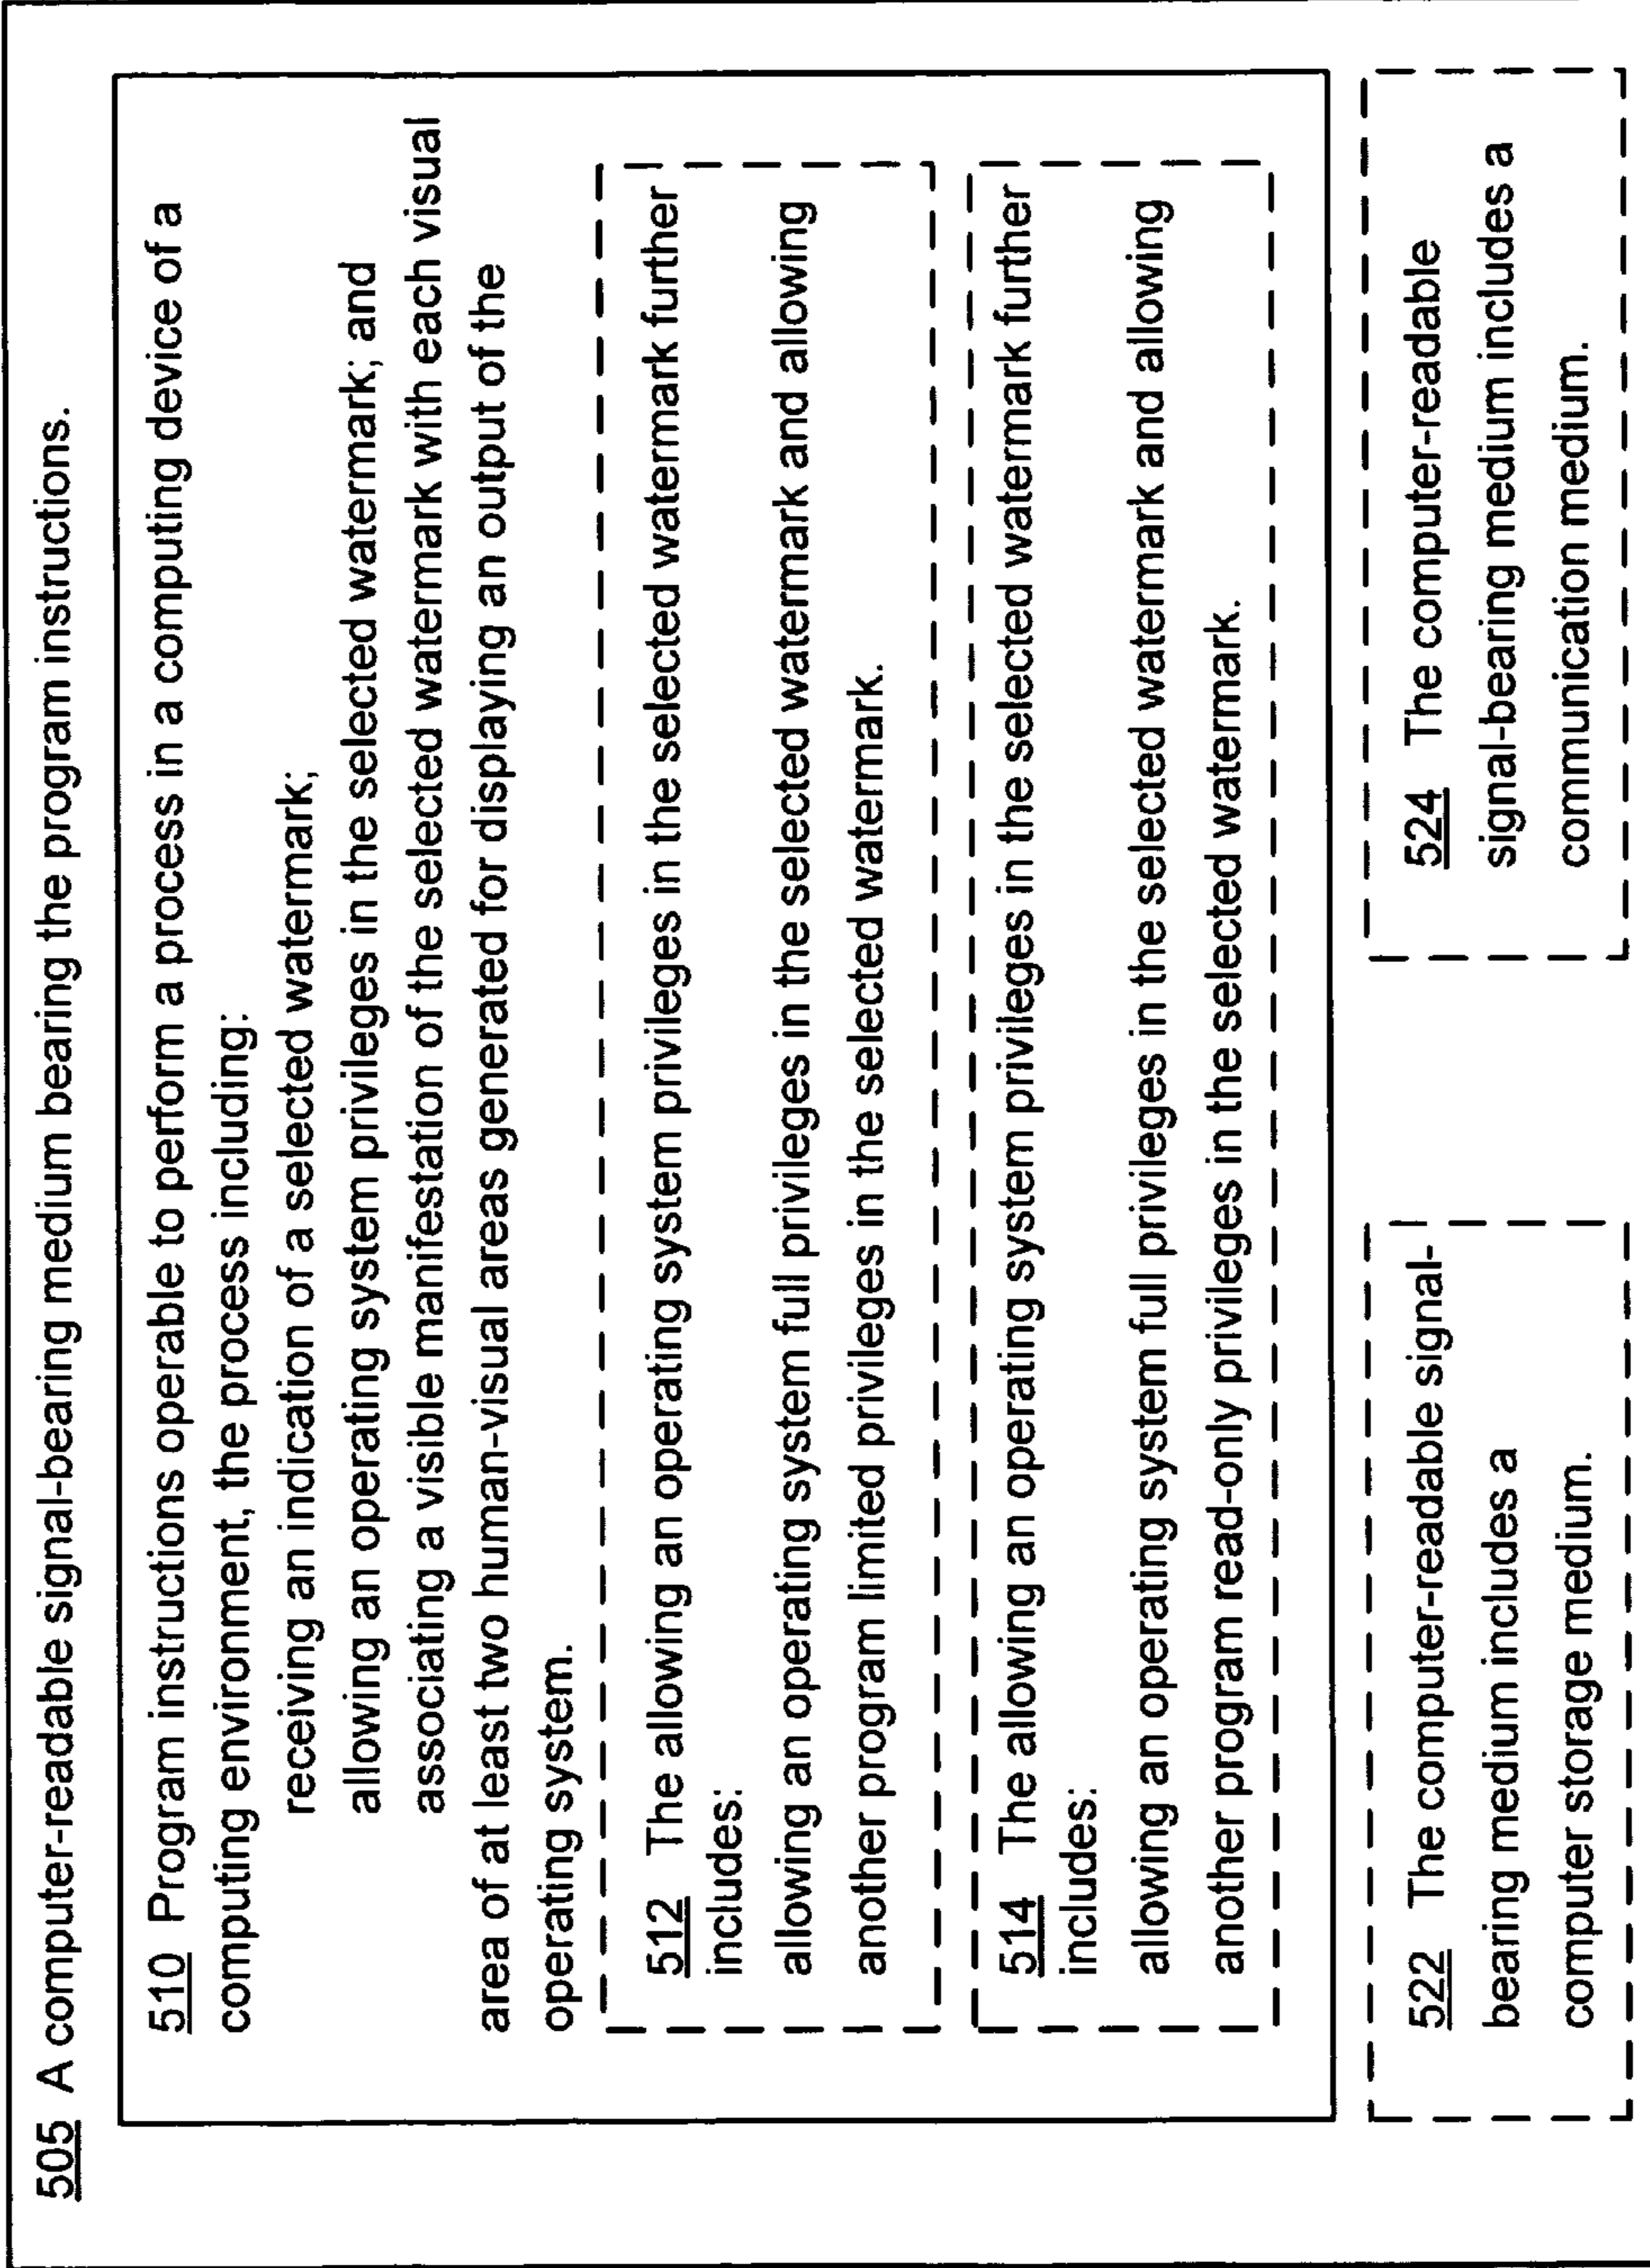 505 A computer-readable signal-bearing medium bearing the program instructions.
510 Program instructions operable to perform a process in a computing device of a
computing environment, the process including:
receiving an indication of a selected watermark;
allowing an operating system privileges in the selected watermark; and
associating a visible manifestation of the selected watermark with each visual
area of at least two human-visual areas generated for displaying an output of the
operating system.
512 The allowing an operating system privileges in the selected watermark further
includes:
allowing an operating system full privileges in the selected watermark and allowing
another program limited privileges in the selected watermark.
514 The allowing an operating system privileges in the selected watermark further
includes:
allowing an operating system full privileges in the selected watermark and allowing
another program read-only privileges in the selected watermark.
522 The computer-readable signal-
bearing medium includes a
computer storage medium.
524 The computer-readable
signal-bearing medium includes a
communication medium.